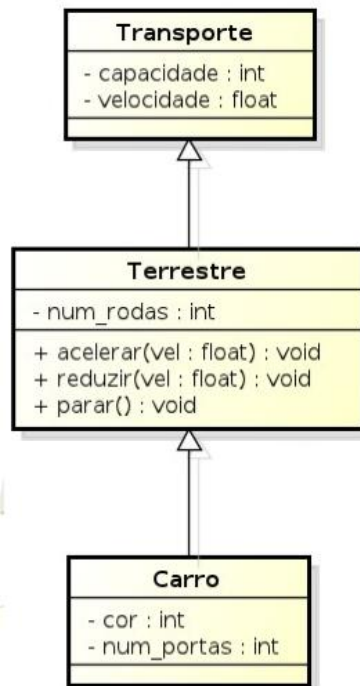 Transporte
- capacidade : int
- velocidade : float
Terrestre
- num_rodas : int
+ acelerar(vel : float) : void
+ reduzir(vel : float) : void
+ parar() : void
Carro
- cor : int
- num_portas : int